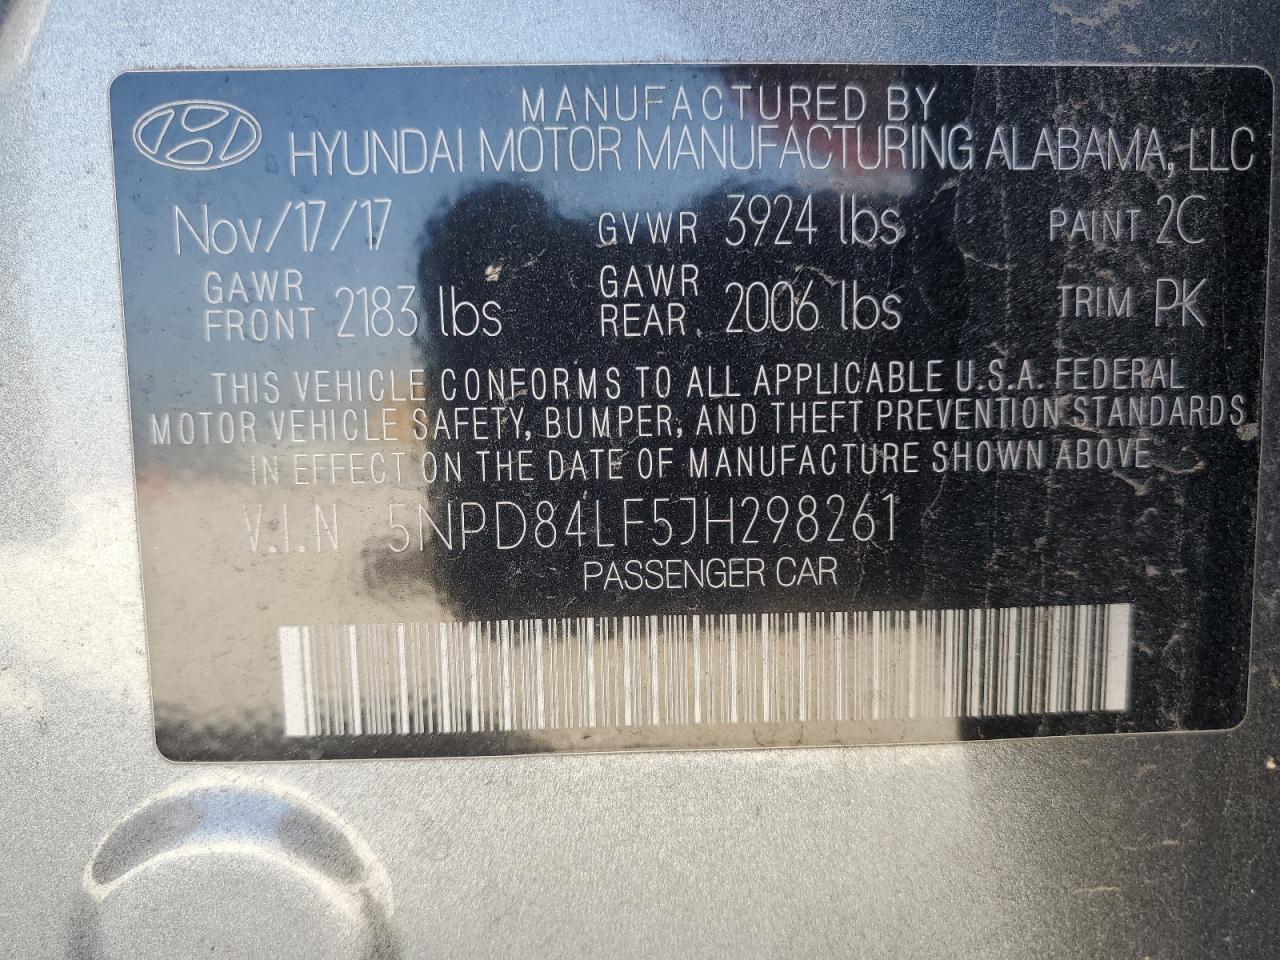 MANUFACTURED BY
HYUNDAI MOTOR MANUFACTURING ALABAMA, LLC
Nov/17/17 GVWR 3924 lbs PAINT 2C
GAWR FRONT 2183 lbs GAWR REAR 2006 lbs TRIM PK
THIS VEHICLE CONFORMS TO ALL APPLICABLE U.S.A. FEDERAL
MOTOR VEHICLE SAFETY, BUMPER, AND THEFT PREVENTION STANDARDS
IN EFFECT ON THE DATE OF MANUFACTURE SHOWN ABOVE
V.I.N 5NPD84LF5JH298261
PASSENGER CAR